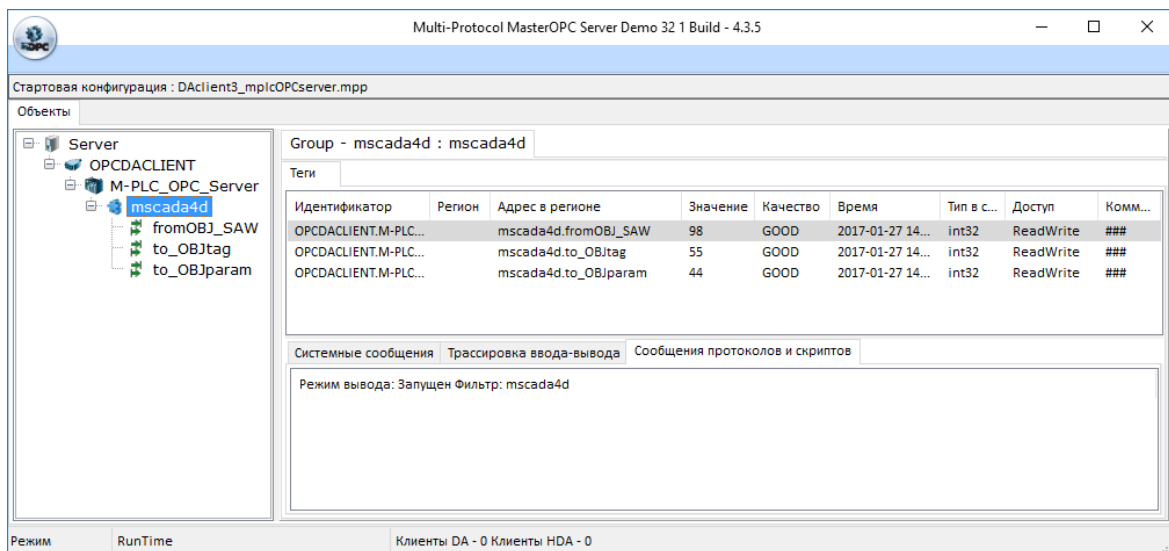 Multi-Protocol MasterOPC Server Demo 32 1 Build - 4.3.5
Стартовая конфигурация : DAclient3_mplcOPCserver.mpp
Объекты
Server
OPCDACLIENT
M-PLC_OPC_Server
mscada4d
fromOBJ_SAW
to_OBJtag
to_OBJparam
Group - mscada4d : mscada4d
Теги
Идентификатор Регион Адрес в регионе Значение Качество Время Тип в с... Доступ Комм...
OPCDACLIENT.M-PLC... mscada4d.fromOBJ_SAW 98 GOOD 2017-01-27 14... int32 ReadWrite ###
OPCDACLIENT.M-PLC... mscada4d.to_OBJtag 55 GOOD 2017-01-27 14... int32 ReadWrite ###
OPCDACLIENT.M-PLC... mscada4d.to_OBJparam 44 GOOD 2017-01-27 14... int32 ReadWrite ###
Системные сообщения Трассировка ввода-вывода Сообщения протоколов и скриптов
Режим вывода: Запущен Фильтр: mscada4d
Режим RunTime Клиенты DA - 0 Клиенты HDA - 0